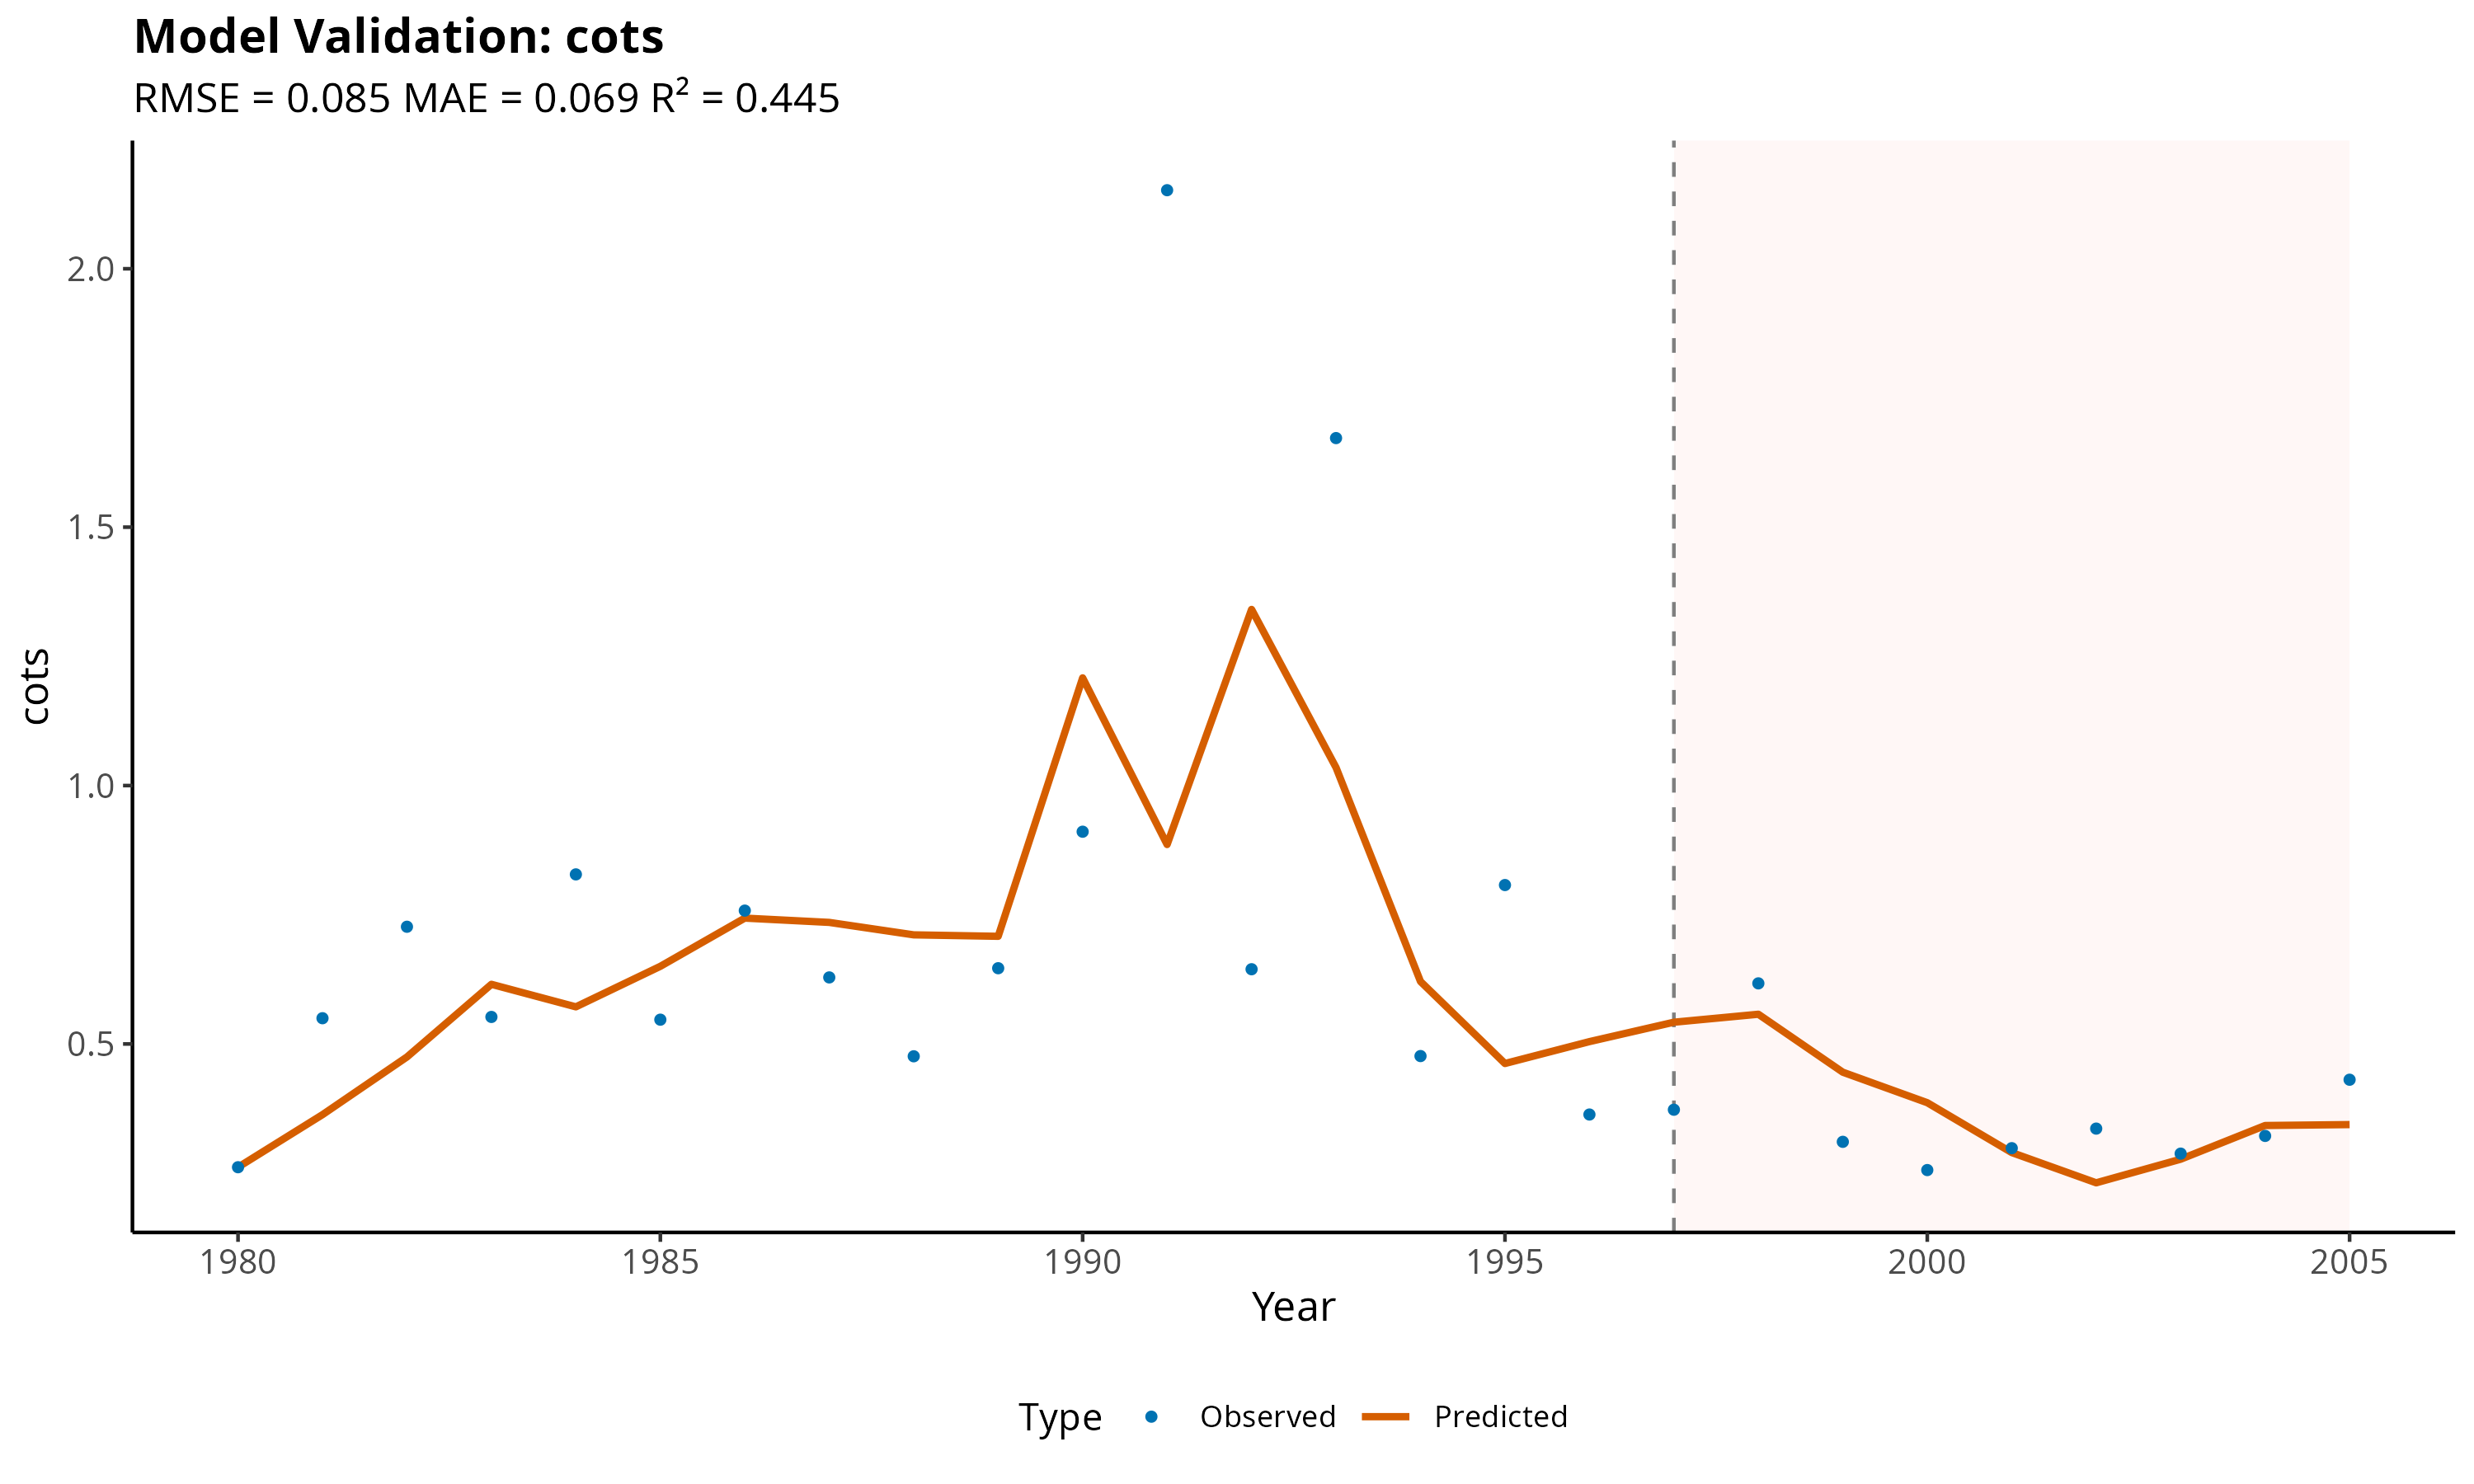 Model Validation: cots
RMSE = 0.085 MAE = 0.069 R² = 0.445
2.0
1.5
1.0
0.5
cots
1980 1985 1990 1995 2000 2005
Year
Type Observed Predicted